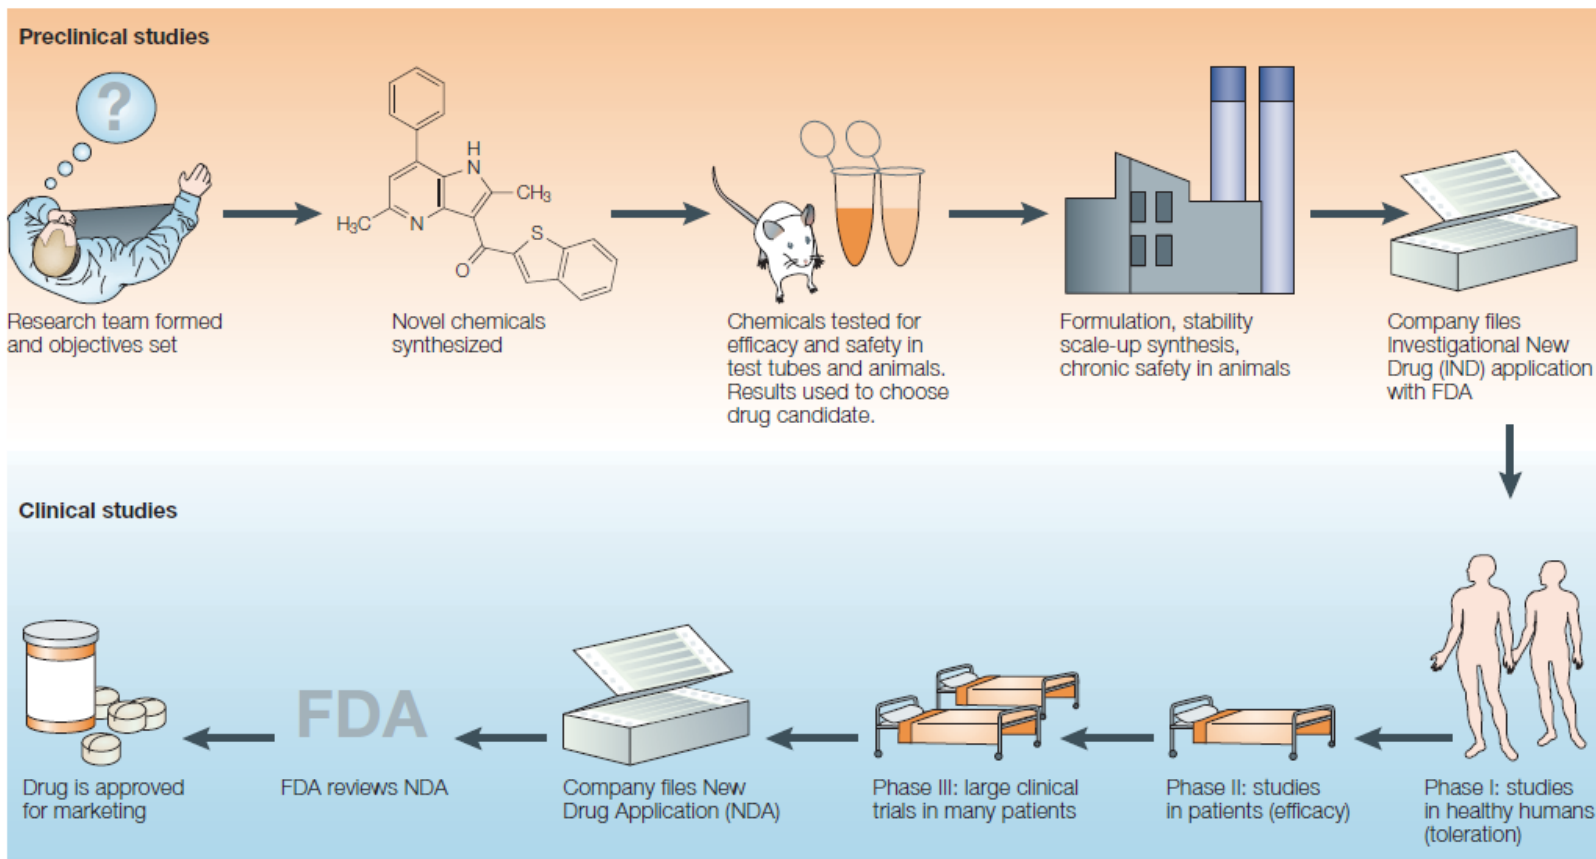 Preclinical studies
?
H
N
CH₃
H₃C
N
S
O
Research team formed
and objectives set
Novel chemicals
synthesized
Chemicals tested for
efficacy and safety in
test tubes and animals.
Results used to choose
drug candidate.
Formulation, stability
scale-up synthesis,
chronic safety in animals
Company files
Investigational New
Drug (IND) application
with FDA
Clinical studies
Phase I: studies
in healthy humans
(toleration)
Phase II: studies
in patients (efficacy)
Phase III: large clinical
trials in many patients
Company files New
Drug Application (NDA)
FDA
FDA reviews NDA
Drug is approved
for marketing